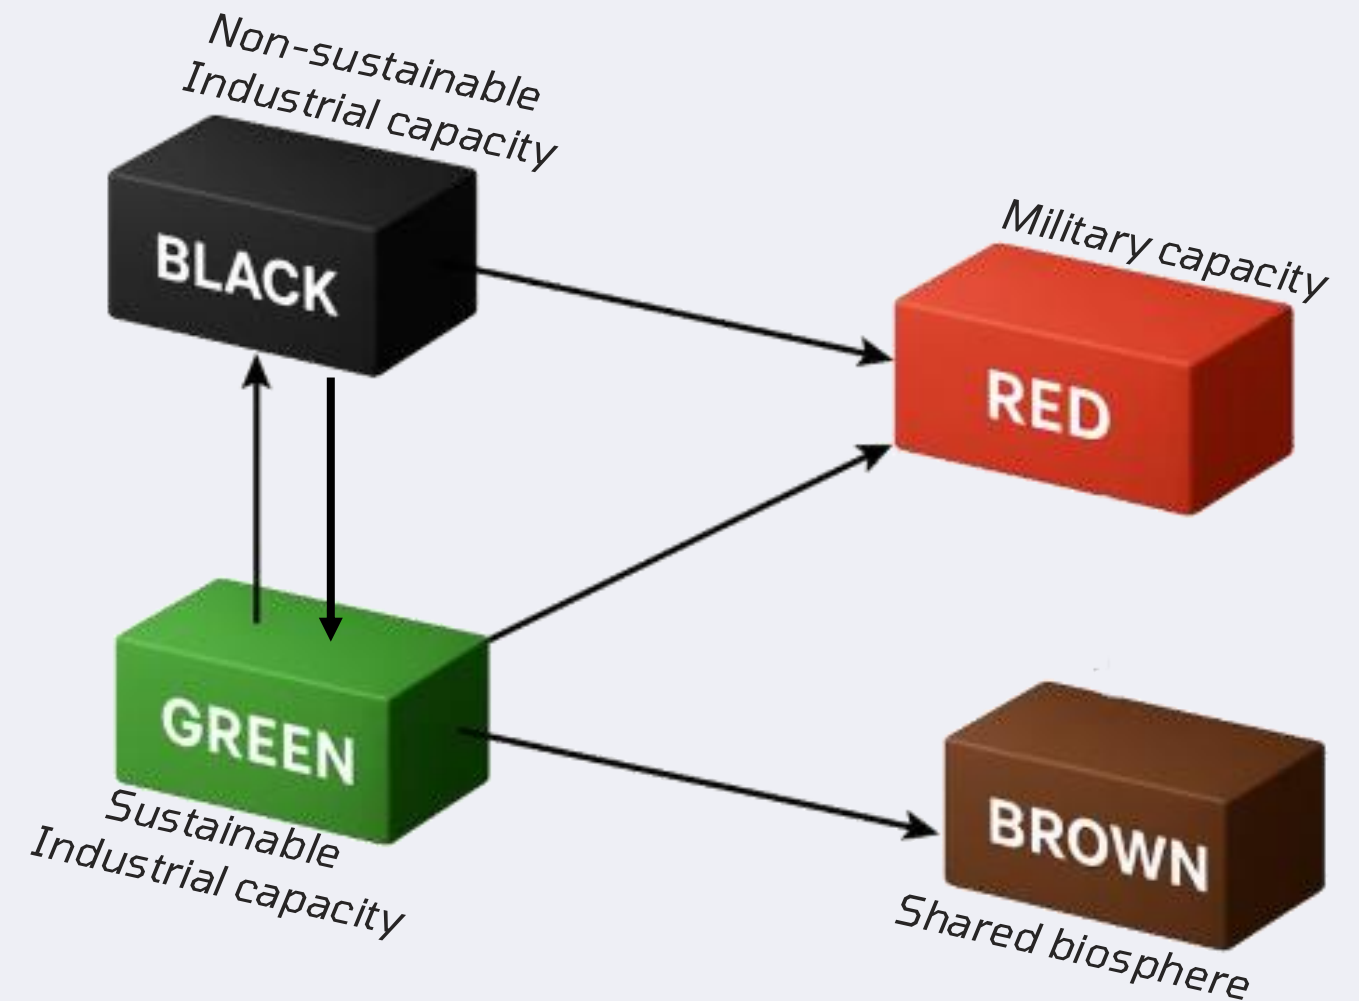 Non-sustainable
Industrial capacity
BLACK
Military capacity
RED
GREEN
Sustainable
Industrial capacity
BROWN
Shared biosphere